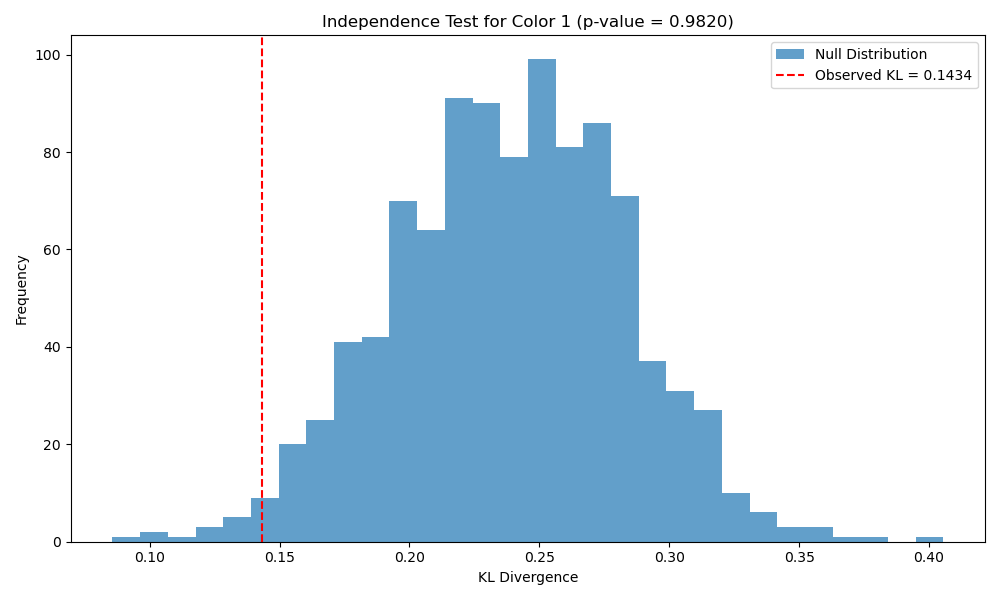 Independence Test for Color 1 (p-value = 0.9820)
Null Distribution
Observed KL = 0.1434
Frequency
100
80
60
40
20
0
0.10 0.15 0.20 0.25 0.30 0.35 0.40
KL Divergence